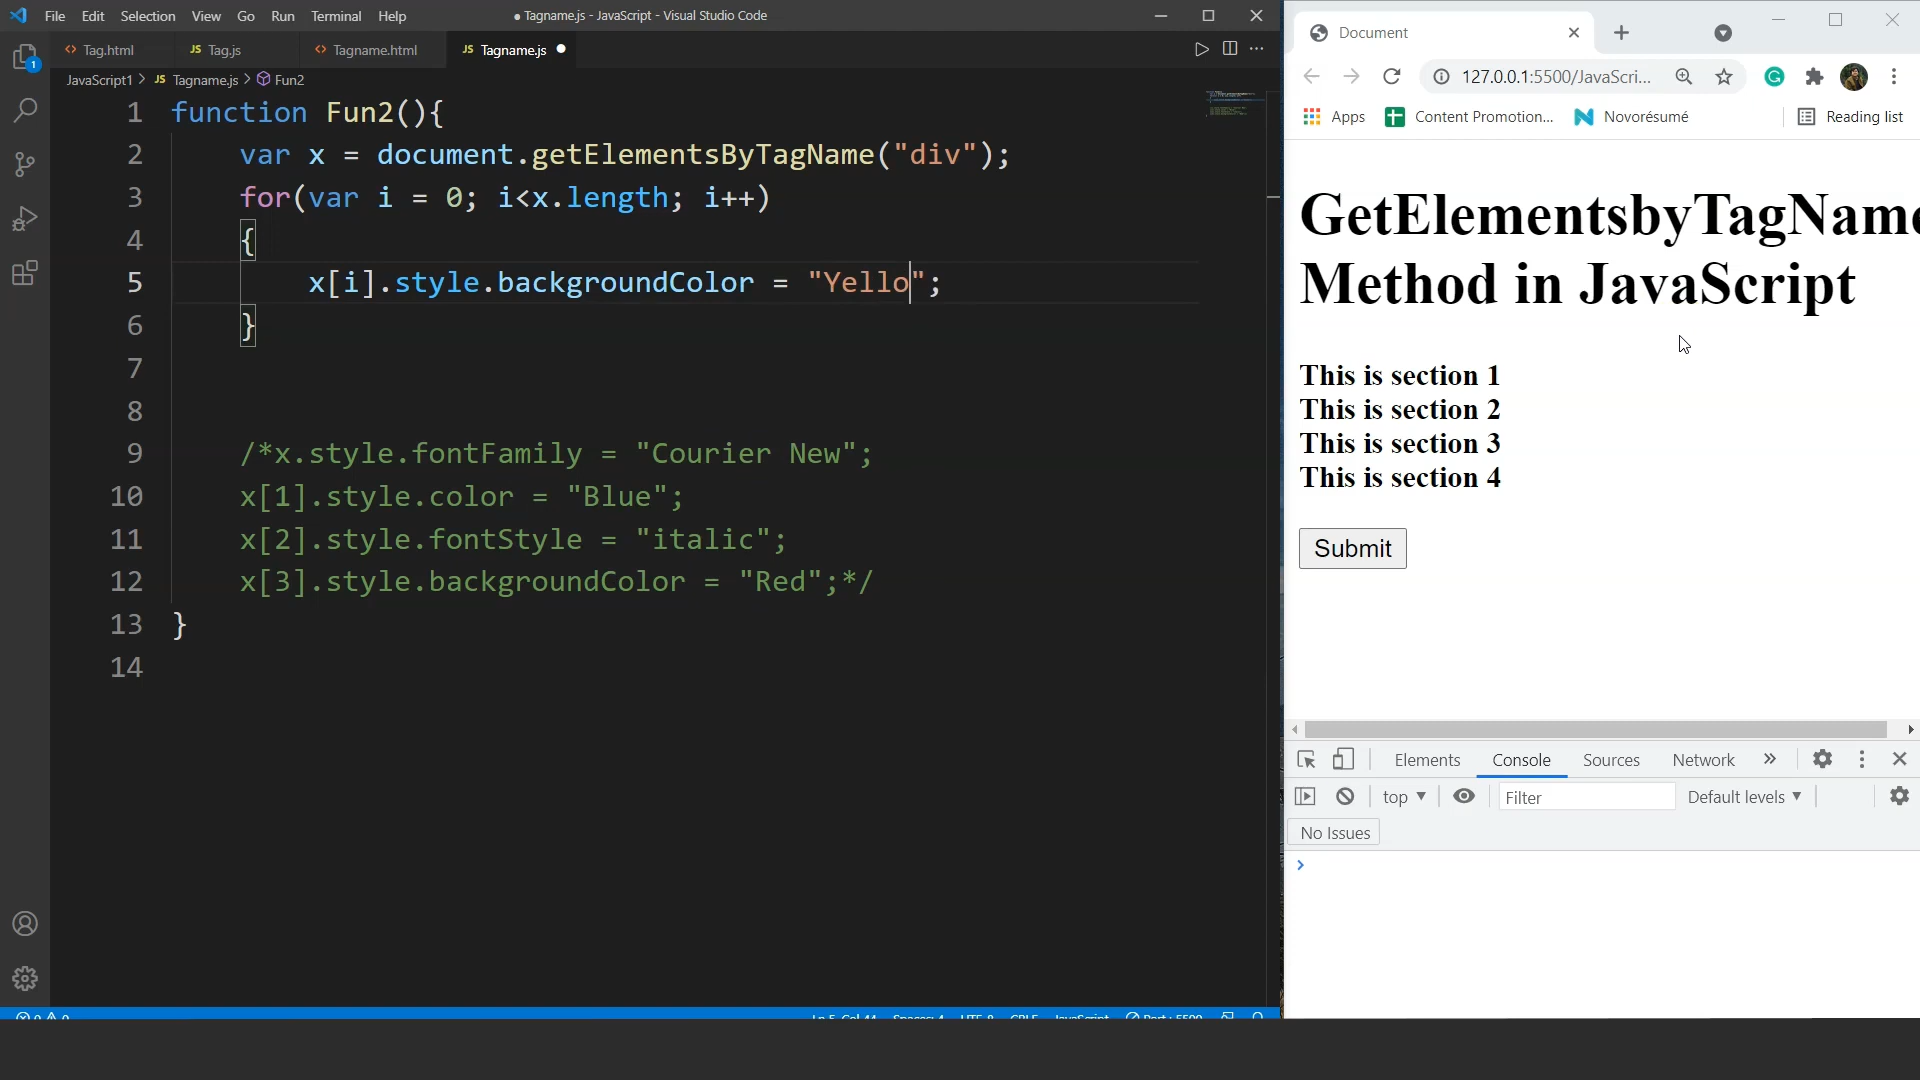 File Edit Selection View Go Run Terminal Help
● Tagname.js - JavaScript - Visual Studio Code
Tag.html
JS Tag.js
Tagname.html
JS Tagname.js
JavaScript1 > JS Tagname.js > Fun2
1 function Fun2(){
2 var x = document.getElementsByTagName("div");
3 for(var i = 0; i<x.length; i++)
4 {
5 x[i].style.backgroundColor = "Yello";
6 }
7
8
9 /*x.style.fontFamily = "Courier New";
10 x[1].style.color = "Blue";
11 x[2].style.fontStyle = "italic";
12 x[3].style.backgroundColor = "Red";*/
13 }
14
1
Document
127.0.0.1:5500/JavaScri...
Apps Content Promotion... Novorésumé Reading list
GetElementsbyTagName
Method in JavaScript
This is section 1
This is section 2
This is section 3
This is section 4
Submit
Elements Console Sources Network »
top Filter Default levels
No Issues